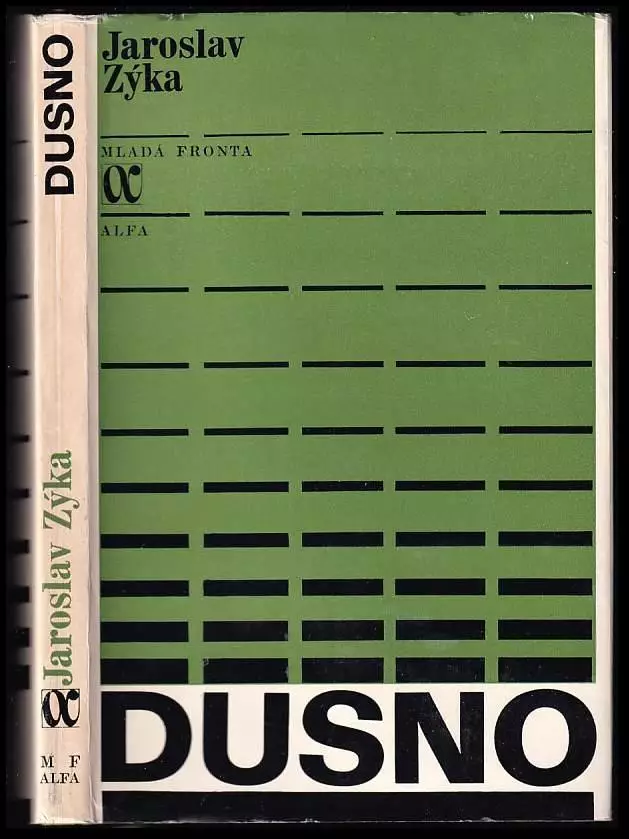 DUSNO
Jaroslav Zýka
α
M F
ALFA
Jaroslav
Zýka
MLADÁ FRONTA
α
ALFA
DUSNO